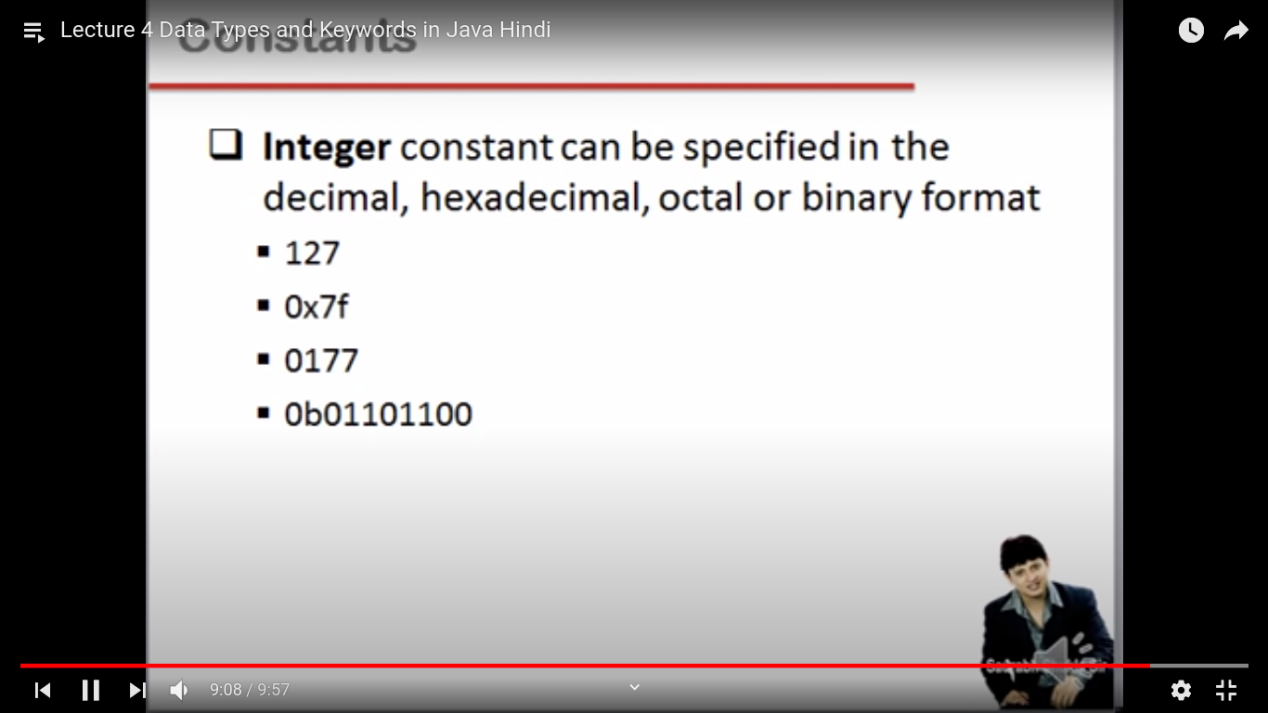 Lecture 4 Data Types and Keywords in Java Hindi
Constants
Integer constant can be specified in the
decimal, hexadecimal, octal or binary format
127
0x7f
0177
0b01101100
9:08 / 9:57